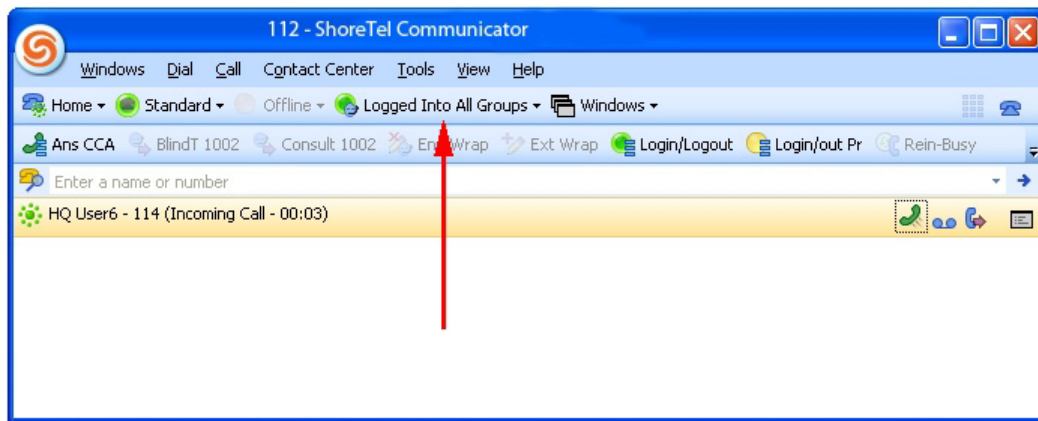 112 - ShoreTel Communicator
Windows Dial Call Contact Center Tools View Help
Home Standard Offline Logged Into All Groups Windows
Ans CCA BlindT 1002 Consult 1002 End Wrap Ext Wrap Login/Logout Login/out Pr Rein-Busy
Enter a name or number
HQ User6 - 114 (Incoming Call - 00:03)